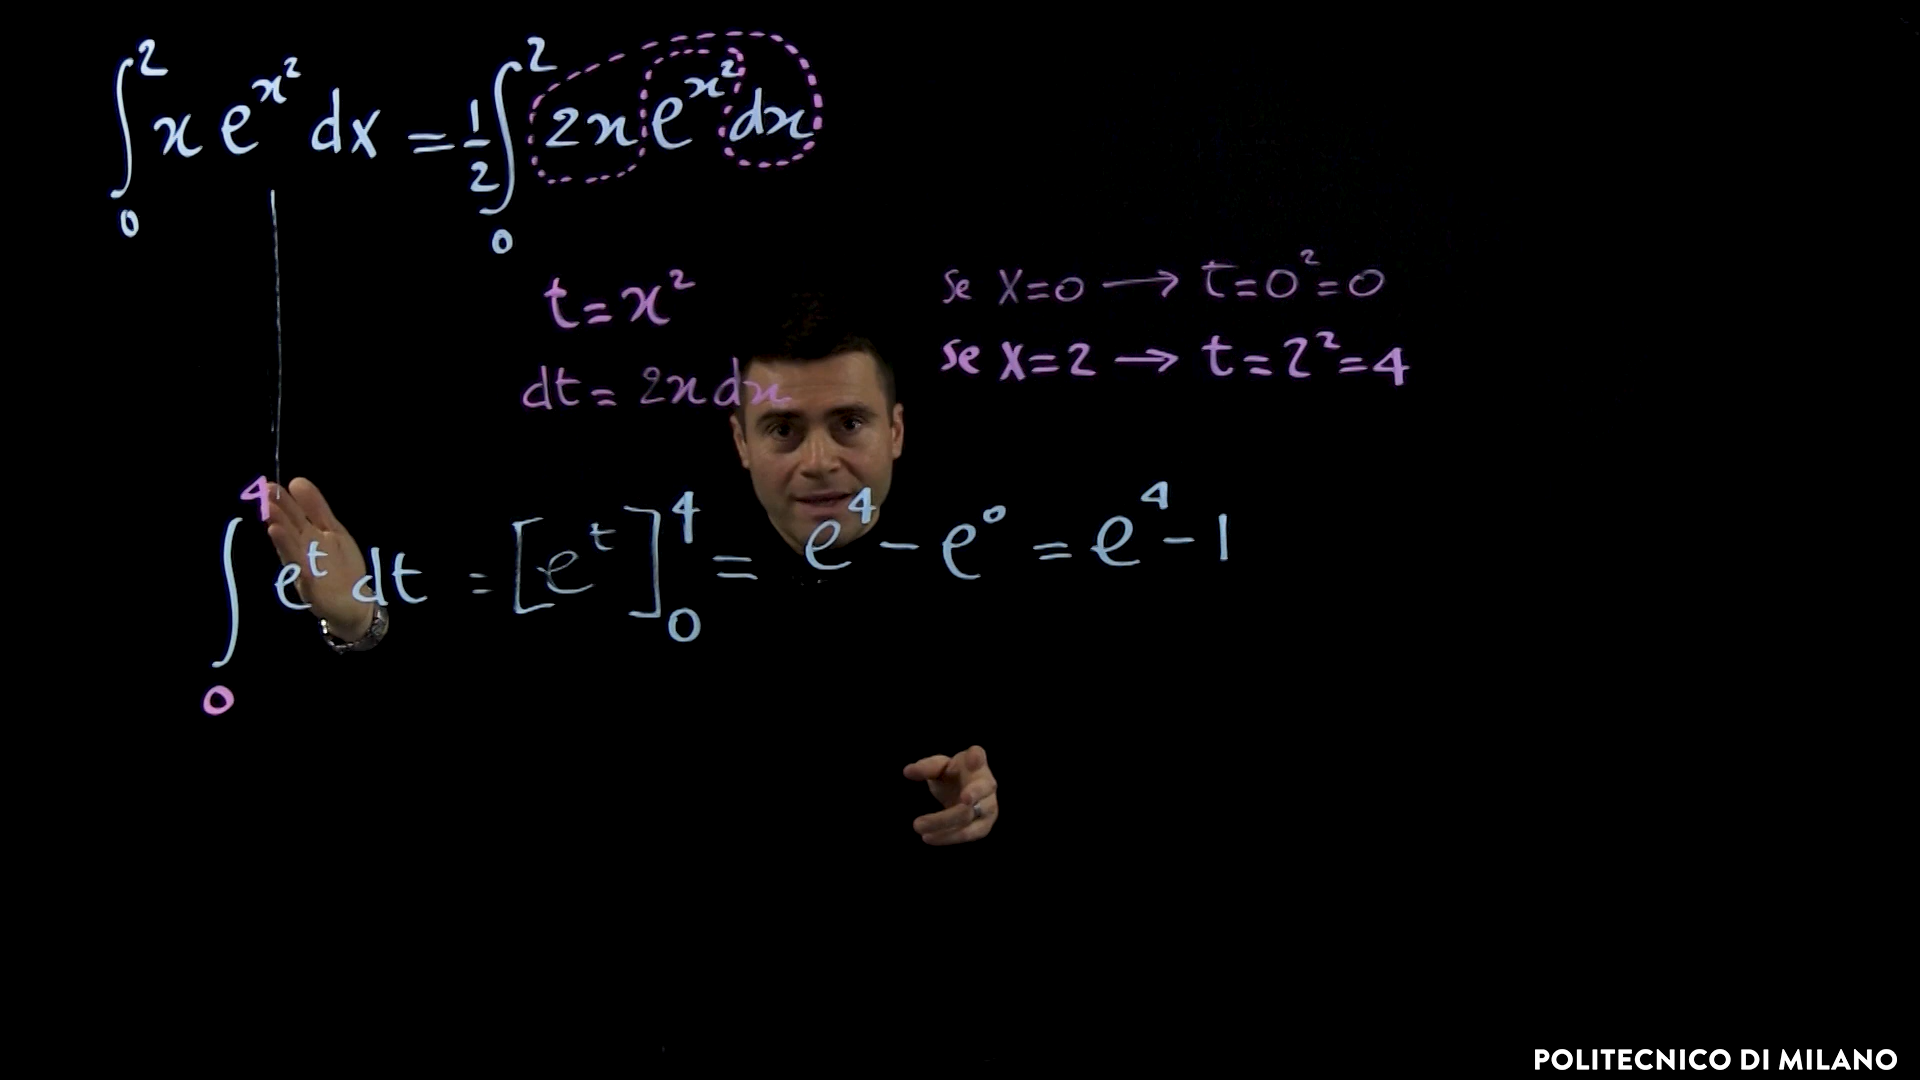 ∫₀² x e^{x²} dx = 1/2 ∫₀² 2x e^{x²} dx
t = x²
se x=0 → t=0²=0
dt = 2x dx
se x=2 → t=2²=4
∫₀⁴ e^t dt = [e^t]₀⁴ = e⁴ - e⁰ = e⁴ - 1
POLITECNICO DI MILANO